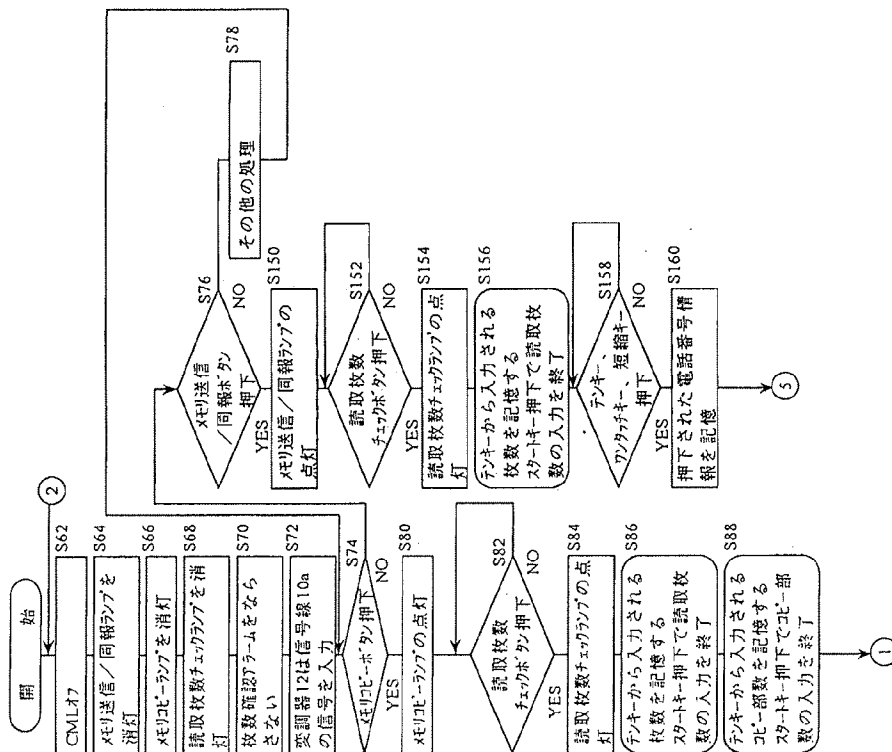 開 始
②
S62
CMLオフ
S64
メモリ送信/同報ランプを
消灯
S66
メモリコピーランプを消灯
S68
読取枚数チェックランプを消
灯
S70
枚数確認アラームをなら
さない
S72
変調器12は信号線10a
の信号を入力
S74
メモリコピーボタン押下
NO
YES
S80
メモリコピーランプの点灯
S82
読取枚数
チェックボタン押下
NO
YES
S84
読取枚数チェックランプの点
灯
S86
テンキーから入力される
枚数を記憶する
スタートキー押下で読取枚
数の入力を終了
S88
テンキーから入力される
コピー部数を記憶する
スタートキー押下でコピー部
数の入力を終了
①
S76
メモリ送信
/同報ボタン
押下
NO
YES
S78
その他の処理
S150
メモリ送信/同報ランプの
点灯
S152
読取枚数
チェックボタン押下
NO
YES
S154
読取枚数チェックランプの点
灯
S156
テンキーから入力される
枚数を記憶する
スタートキー押下で読取枚
数の入力を終了
S158
テンキー、
ワンタッチキー、短縮キー
押下
NO
YES
S160
押下された電話番号情
報を記憶
⑤